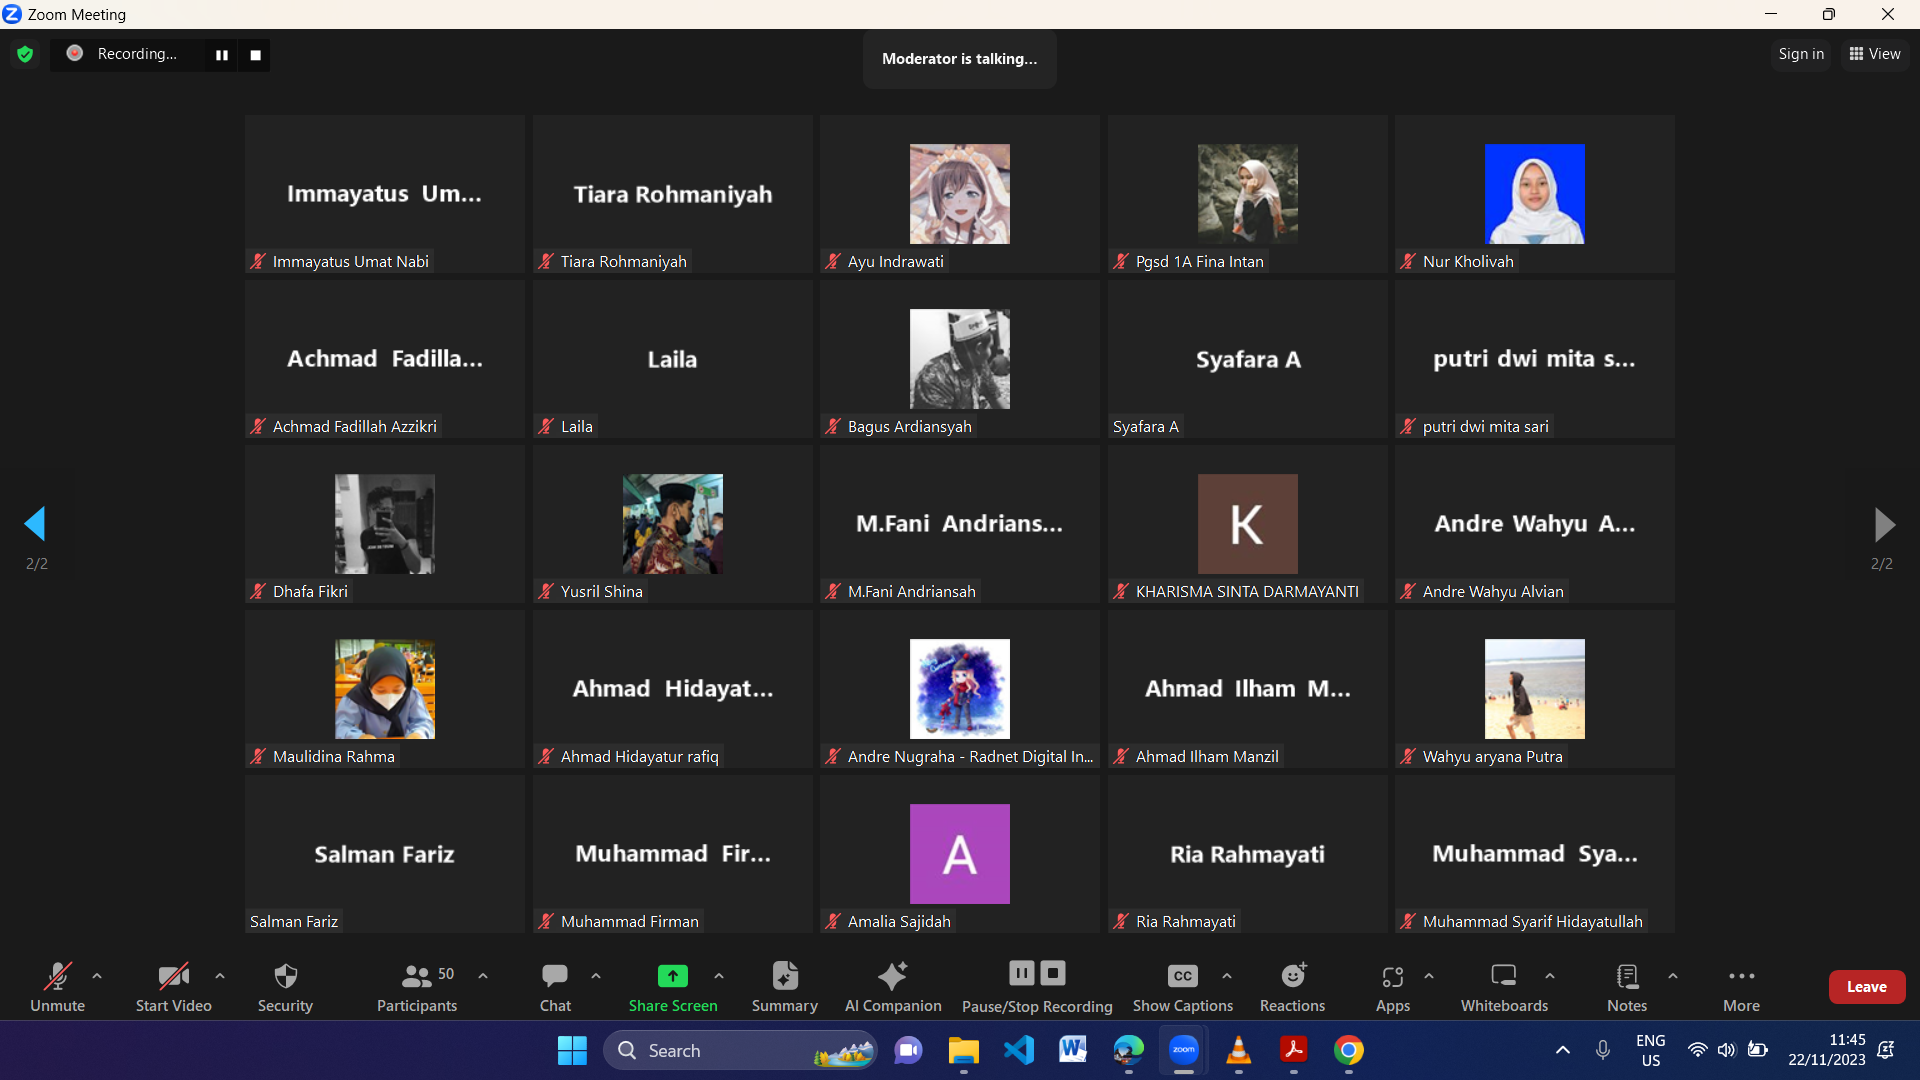 Zoom Meeting
Recording...
Moderator is talking...
Sign in
View
Immayatus Um...
Tiara Rohmaniyah
Immayatus Umat Nabi
Tiara Rohmaniyah
Ayu Indrawati
Pgsd 1A Fina Intan
Nur Kholivah
Achmad Fadilla...
Laila
Syafara A
putri dwi mita s...
Achmad Fadillah Azzikri
Laila
Bagus Ardiansyah
Syafara A
putri dwi mita sari
M.Fani Andrians...
K
Andre Wahyu A...
2/2
2/2
Dhafa Fikri
Yusril Shina
M.Fani Andriansah
KHARISMA SINTA DARMAYANTI
Andre Wahyu Alvian
Ahmad Hidayat...
Ahmad Ilham M...
Maulidina Rahma
Ahmad Hidayatur rafiq
Andre Nugraha - Radnet Digital In...
Ahmad Ilham Manzil
Wahyu aryana Putra
Salman Fariz
Muhammad Fir...
A
Ria Rahmayati
Muhammad Sya...
Salman Fariz
Muhammad Firman
Amalia Sajidah
Ria Rahmayati
Muhammad Syarif Hidayatullah
Unmute
Start Video
Security
50
Participants
Chat
Share Screen
Summary
AI Companion
Pause/Stop Recording
CC
Show Captions
Reactions
Apps
Whiteboards
Notes
More
Leave
Search
zoom
ENG
US
11:45
22/11/2023